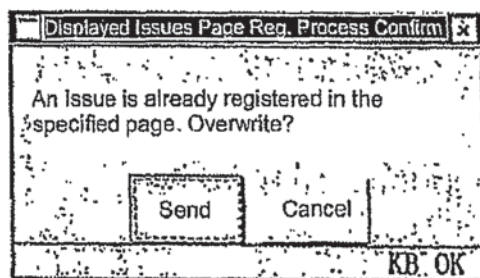 Displayed Issues Page Reg. Process Confirm x
An Issue is already registered in the
specified page. Overwrite?
Send Cancel
KB OK